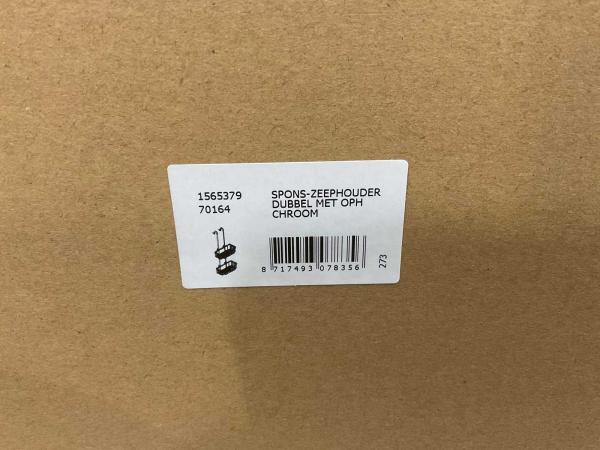 1565379
70164
SPONS-ZEEPHOUDER
DUBBEL MET OPH
CHROOM
8 717493 078356
273